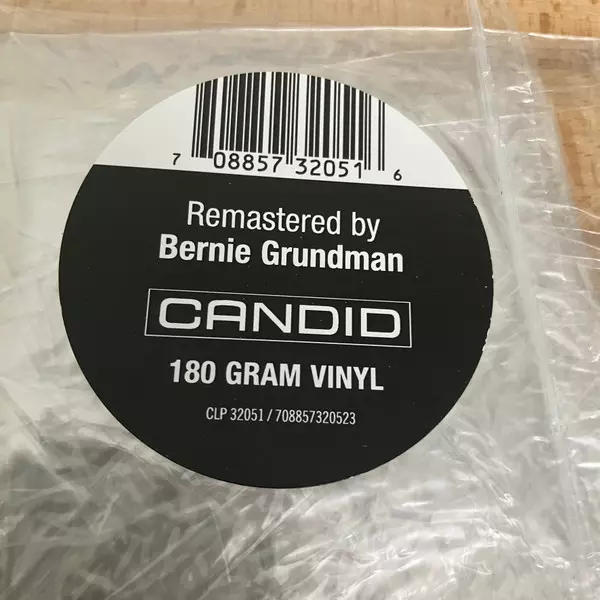 7 08857 32051 6
Remastered by
Bernie Grundman
CANDID
180 GRAM VINYL
CLP 32051 / 708857320523